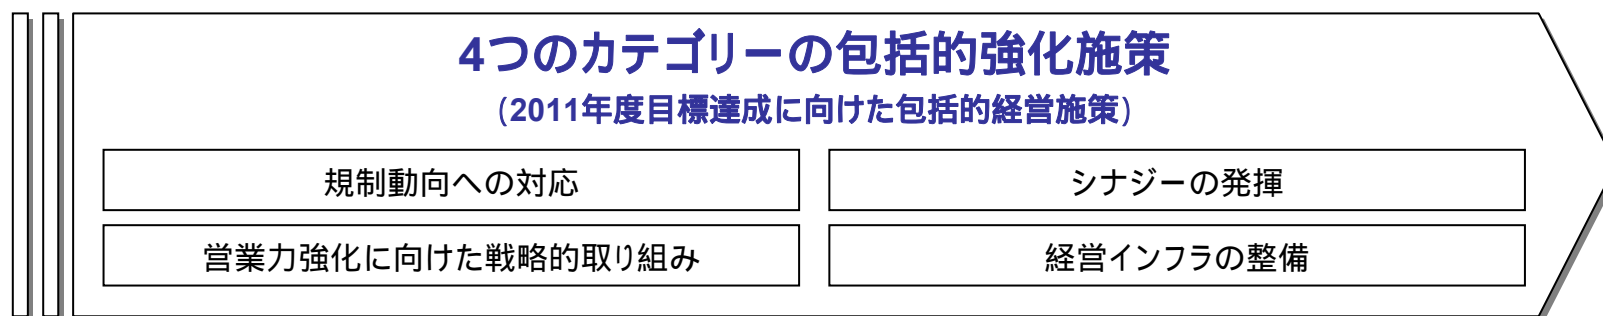 4つのカテゴリーの包括的強化施策
(2011年度目標達成に向けた包括的経営施策)
規制動向への対応
シナジーの発揮
営業力強化に向けた戦略的取り組み
経営インフラの整備